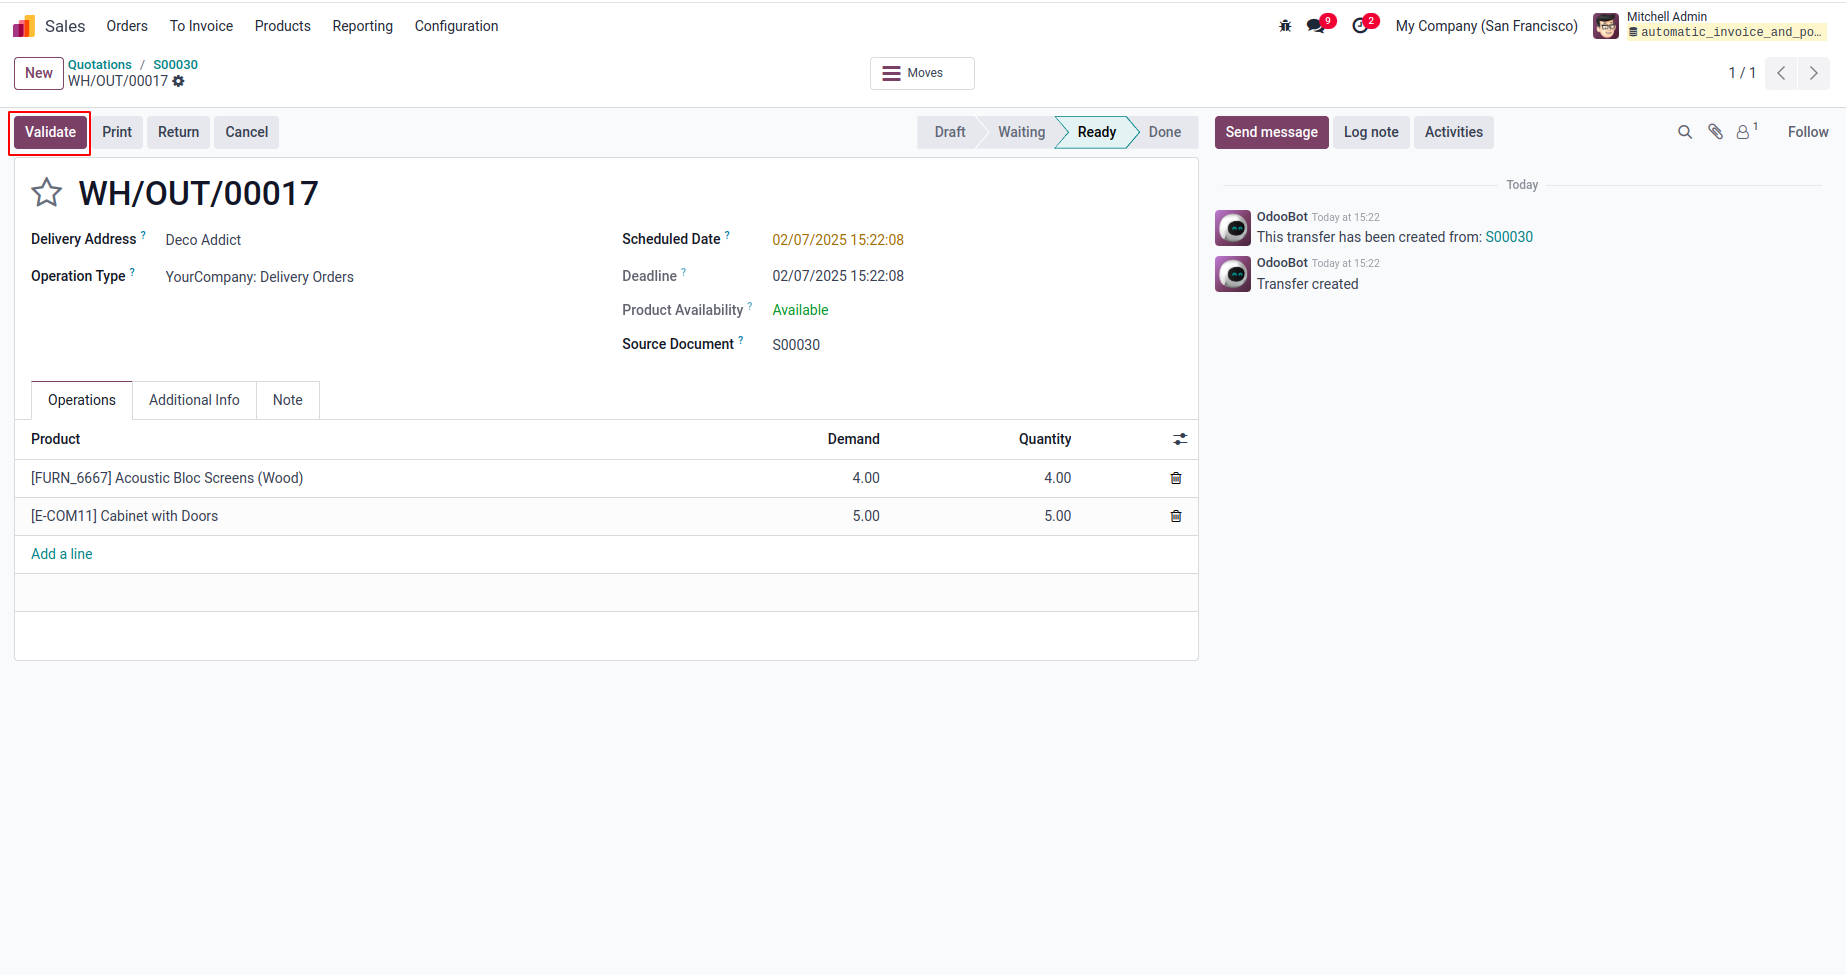 Sales Orders To Invoice Products Reporting Configuration 9 2 My Company (San Francisco) Mitchell Admin
automatic_invoice_and_po...
New Quotations / S00030
WH/OUT/00017
Moves
1 / 1
Validate Print Return Cancel Draft Waiting Ready Done Send message Log note Activities 1 Follow
WH/OUT/00017
Delivery Address ? Deco Addict
Operation Type ? YourCompany: Delivery Orders
Scheduled Date ? 02/07/2025 15:22:08
Deadline ? 02/07/2025 15:22:08
Product Availability ? Available
Source Document ? S00030
Operations Additional Info Note
Product Demand Quantity
[FURN_6667] Acoustic Bloc Screens (Wood) 4.00 4.00
[E-COM11] Cabinet with Doors 5.00 5.00
Add a line
Today
OdooBot Today at 15:22
This transfer has been created from: S00030
OdooBot Today at 15:22
Transfer created